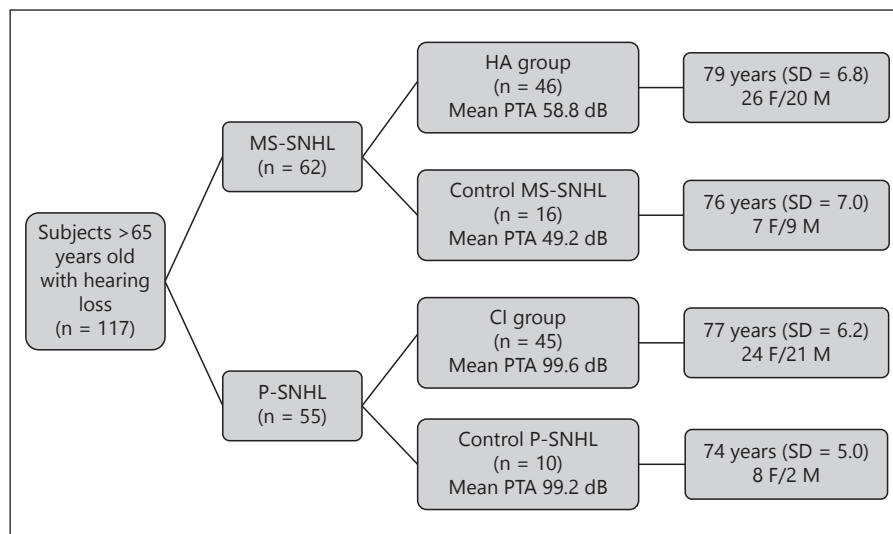 Subjects >65
years old
with hearing
loss
(n = 117)
MS-SNHL
(n = 62)
P-SNHL
(n = 55)
HA group
(n = 46)
Mean PTA 58.8 dB
Control MS-SNHL
(n = 16)
Mean PTA 49.2 dB
CI group
(n = 45)
Mean PTA 99.6 dB
Control P-SNHL
(n = 10)
Mean PTA 99.2 dB
79 years (SD = 6.8)
26 F/20 M
76 years (SD = 7.0)
7 F/9 M
77 years (SD = 6.2)
24 F/21 M
74 years (SD = 5.0)
8 F/2 M